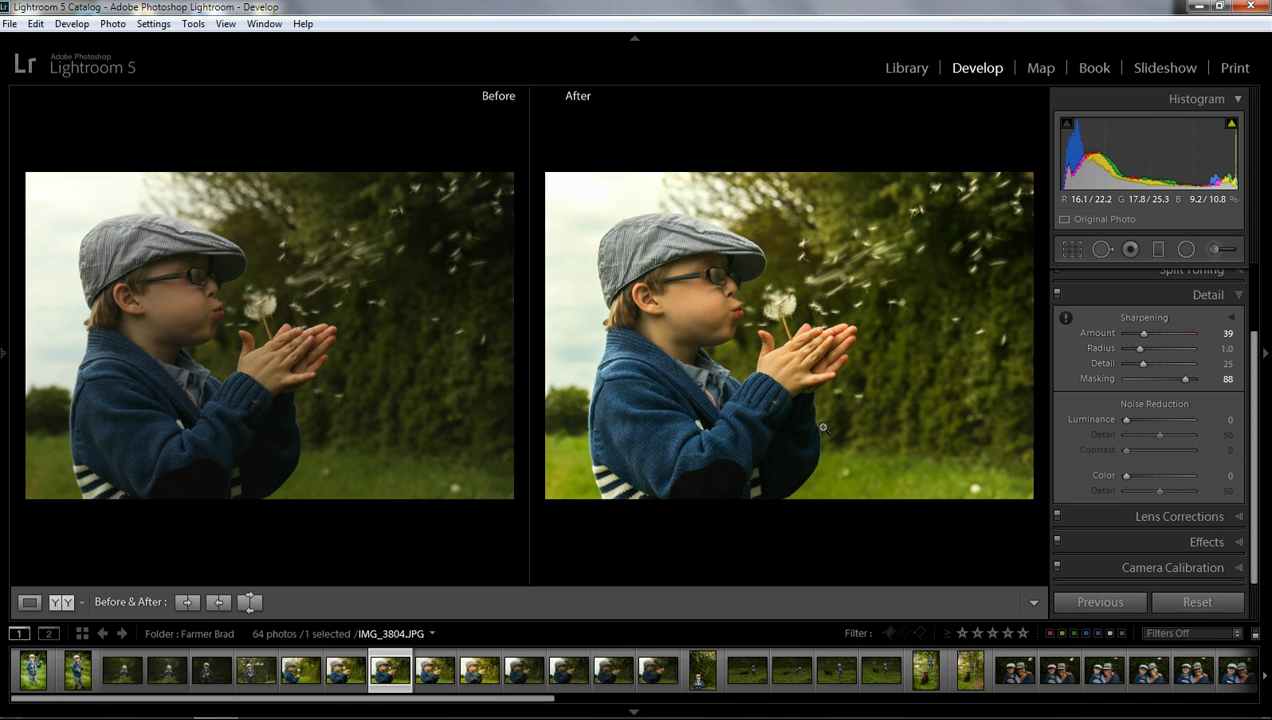 Lightroom 5 Catalog - Adobe Photoshop Lightroom - Develop
File Edit Develop Photo Settings Tools View Window Help
Lr Adobe Photoshop
Lightroom 5
Library | Develop | Map | Book | Slideshow | Print
Before After
Histogram
R 16.1 / 22.2 G 17.8 / 25.3 B 9.2 / 10.8 %
Original Photo
Split Toning
Detail
Sharpening
Amount 39
Radius 1.0
Detail 25
Masking 88
Noise Reduction
Luminance 0
Detail 50
Contrast 0
Color 0
Detail 50
Lens Corrections
Effects
Camera Calibration
Before & After :
Previous Reset
1 2 Folder : Farmer Brad 64 photos / 1 selected / IMG_3804.JPG Filter : Filters Off